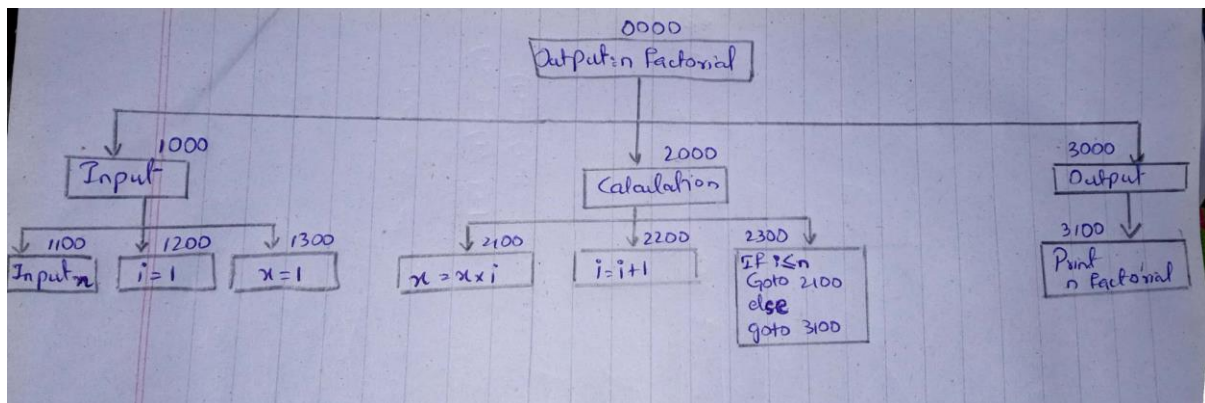 0000
Output:n Factorial
1000
Input
2000
Calculation
3000
Output
1100
Input n
1200
i = 1
1300
x = 1
2100
x = x x i
2200
i = i+1
2300
IF i≤n
Goto 2100
else
goto 3100
3100
Print
n Factorial